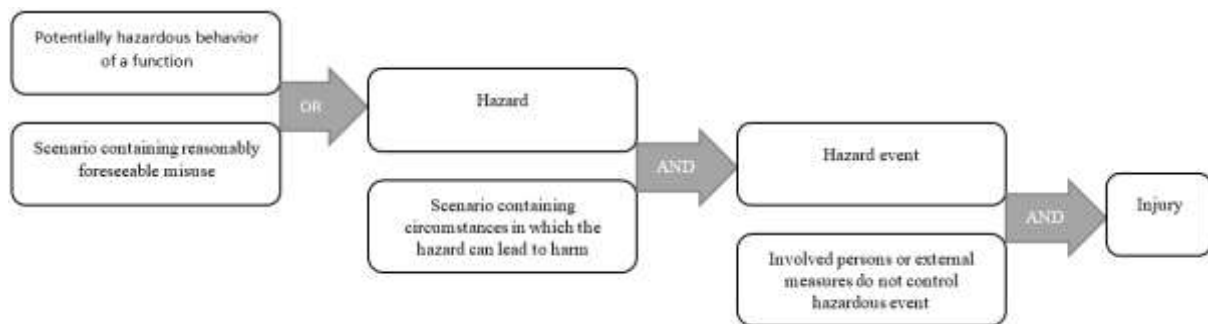 Potentially hazardous behavior
of a function
OR
Scenario containing reasonably
foreseeable misuse
Hazard
AND
Scenario containing
circumstances in which the
hazard can lead to harm
Hazard event
AND
Involved persons or external
measures do not control
hazardous event
Injury